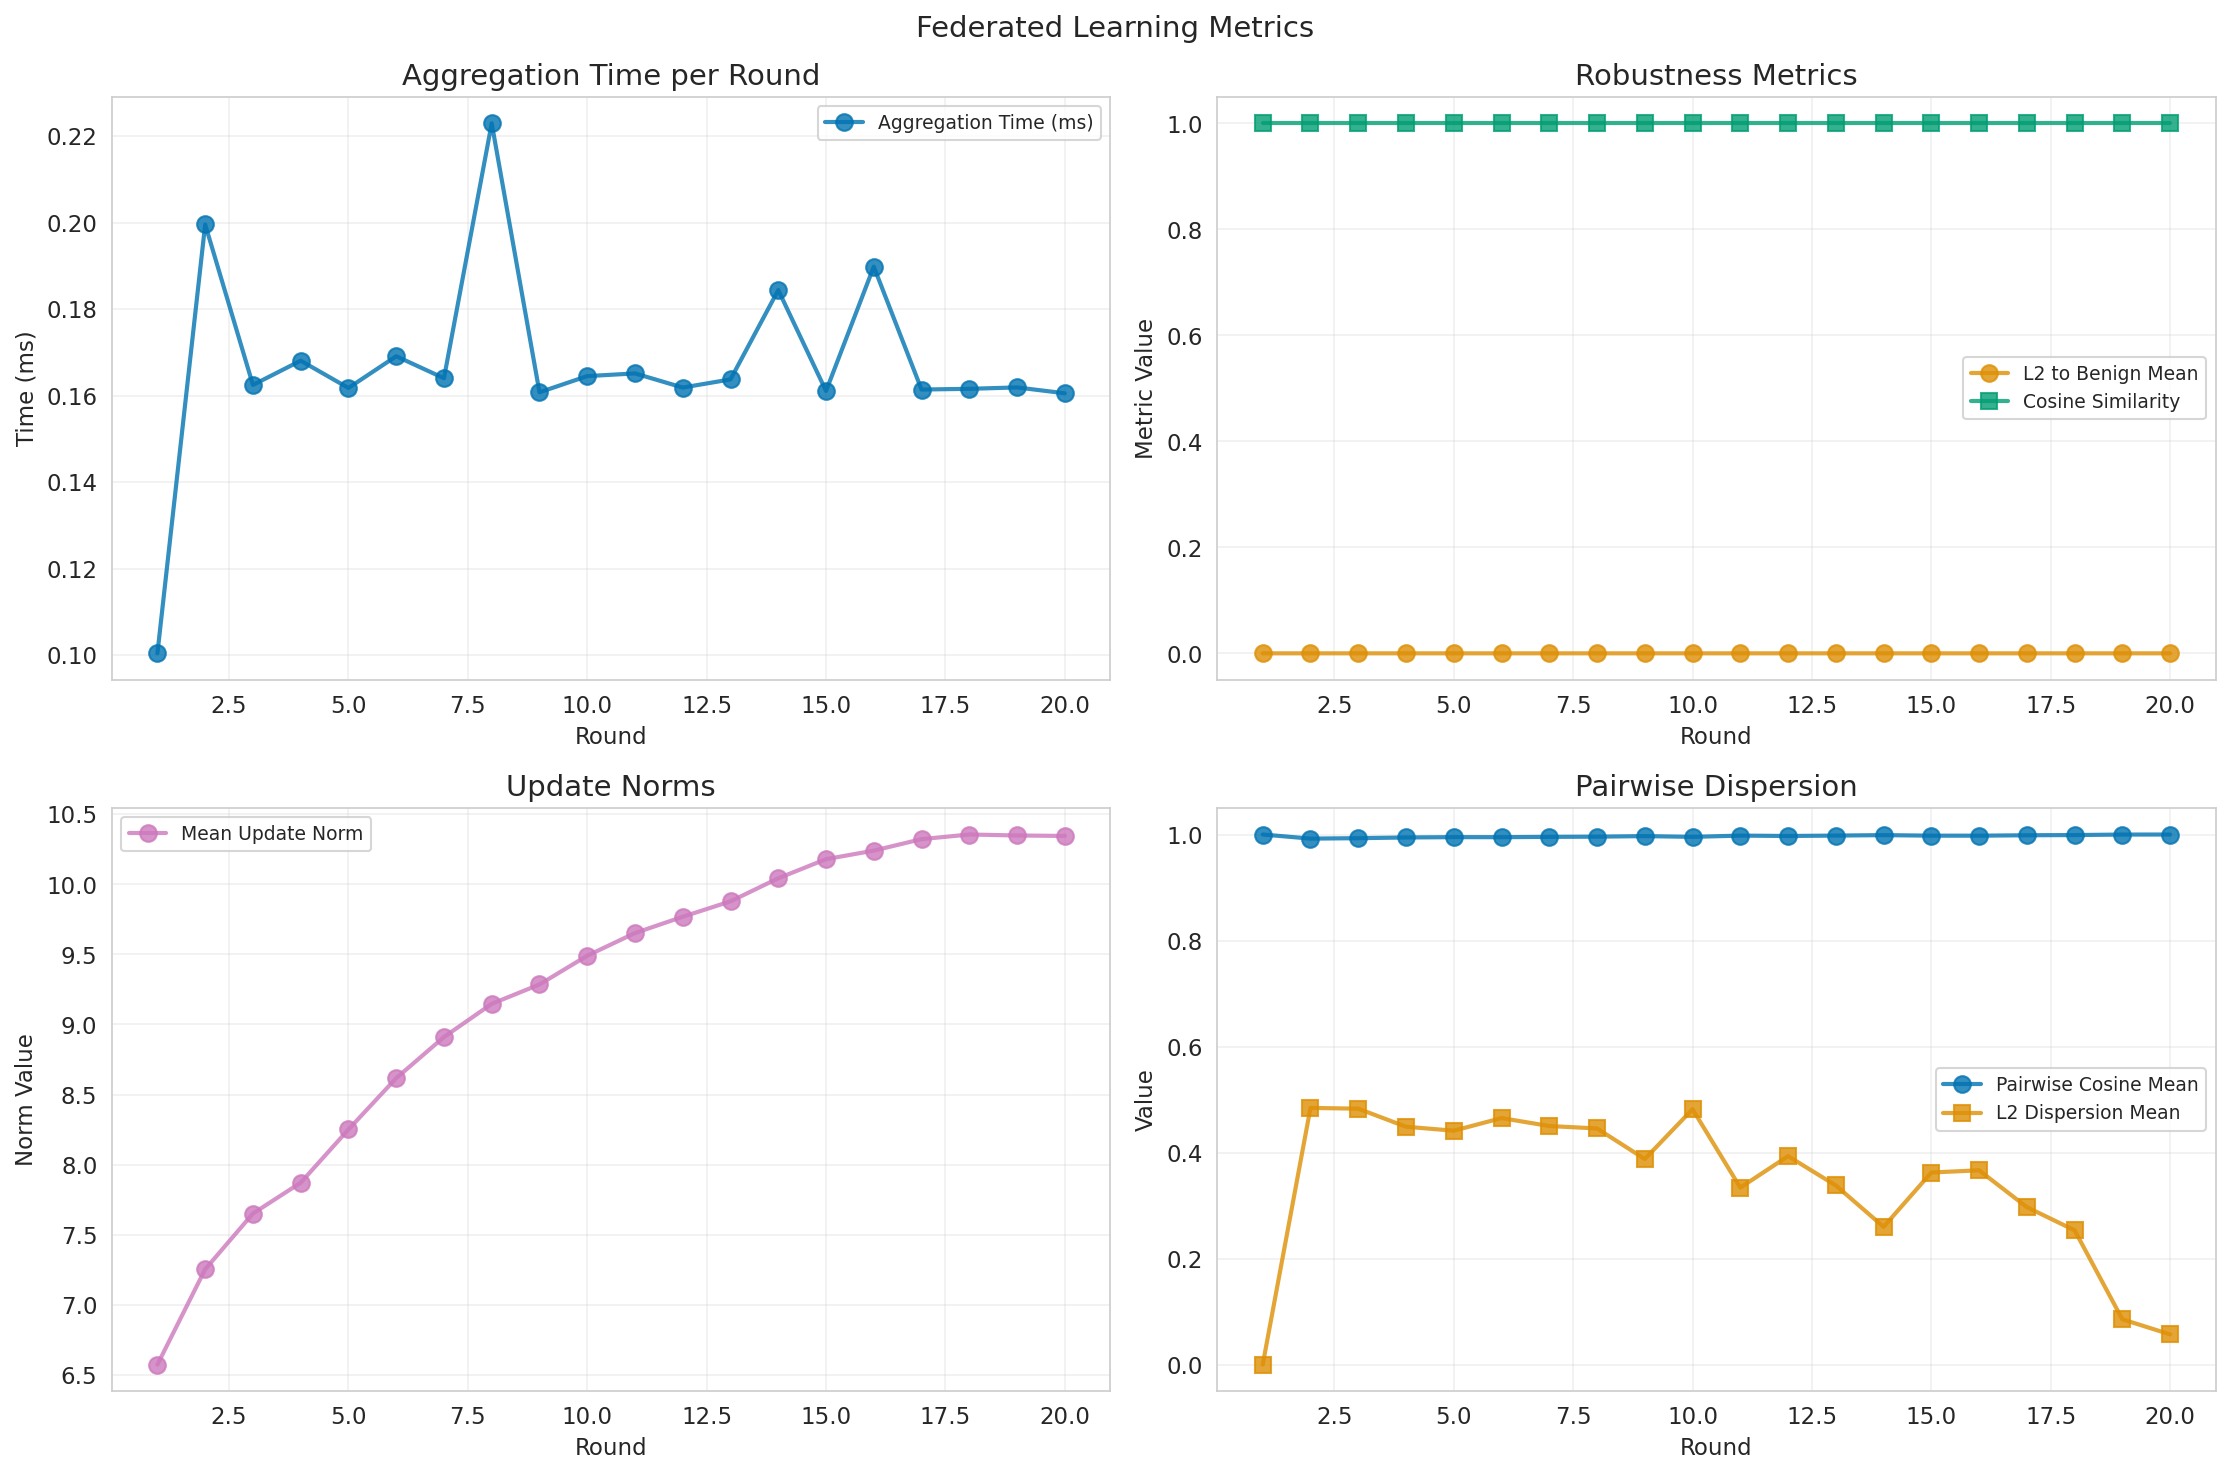 Federated Learning Metrics
Aggregation Time per Round
Aggregation Time (ms)
Time (ms)
0.22
0.20
0.18
0.16
0.14
0.12
0.10
2.5 5.0 7.5 10.0 12.5 15.0 17.5 20.0
Round
Robustness Metrics
L2 to Benign Mean
Cosine Similarity
Metric Value
1.0
0.8
0.6
0.4
0.2
0.0
2.5 5.0 7.5 10.0 12.5 15.0 17.5 20.0
Round
Update Norms
Mean Update Norm
Norm Value
10.5
10.0
9.5
9.0
8.5
8.0
7.5
7.0
6.5
2.5 5.0 7.5 10.0 12.5 15.0 17.5 20.0
Round
Pairwise Dispersion
Pairwise Cosine Mean
L2 Dispersion Mean
Value
1.0
0.8
0.6
0.4
0.2
0.0
2.5 5.0 7.5 10.0 12.5 15.0 17.5 20.0
Round